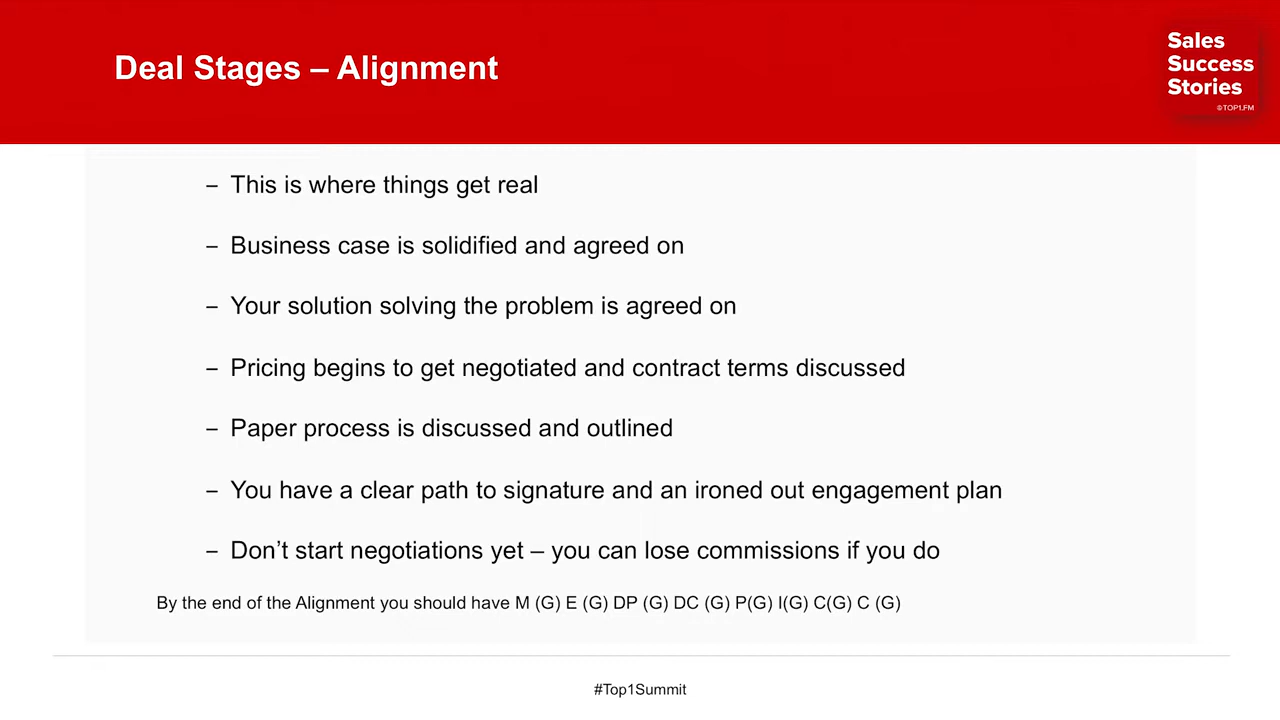 Deal Stages – Alignment
Sales
Success
Stories
©TOP1.FM
– This is where things get real
– Business case is solidified and agreed on
– Your solution solving the problem is agreed on
– Pricing begins to get negotiated and contract terms discussed
– Paper process is discussed and outlined
– You have a clear path to signature and an ironed out engagement plan
– Don’t start negotiations yet – you can lose commissions if you do
By the end of the Alignment you should have M (G) E (G) DP (G) DC (G) P(G) I(G) C(G) C (G)
#Top1Summit